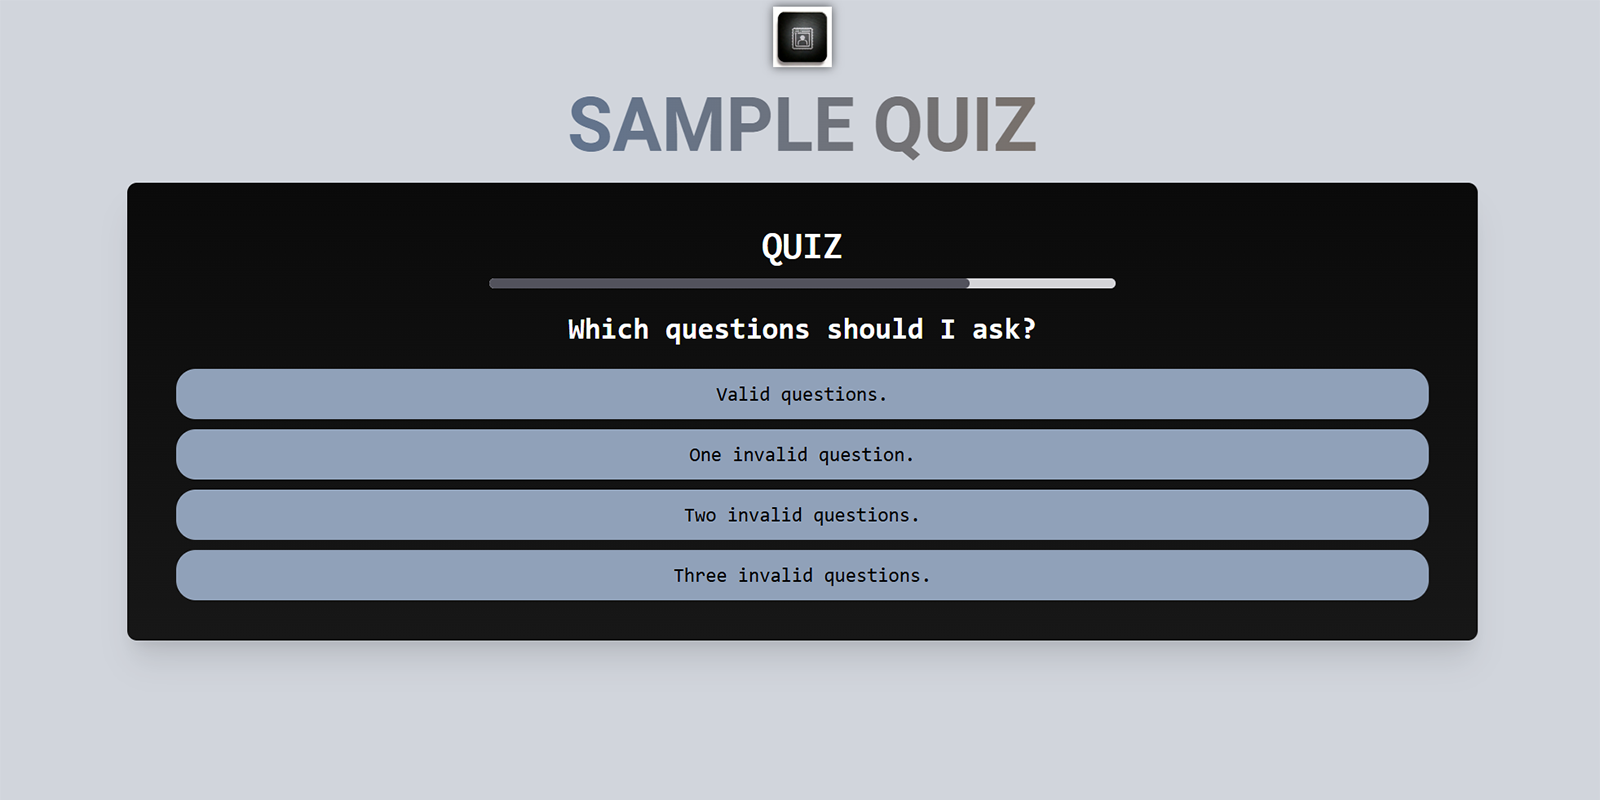 SAMPLE QUIZ
QUIZ
Which questions should I ask?
Valid questions.
One invalid question.
Two invalid questions.
Three invalid questions.